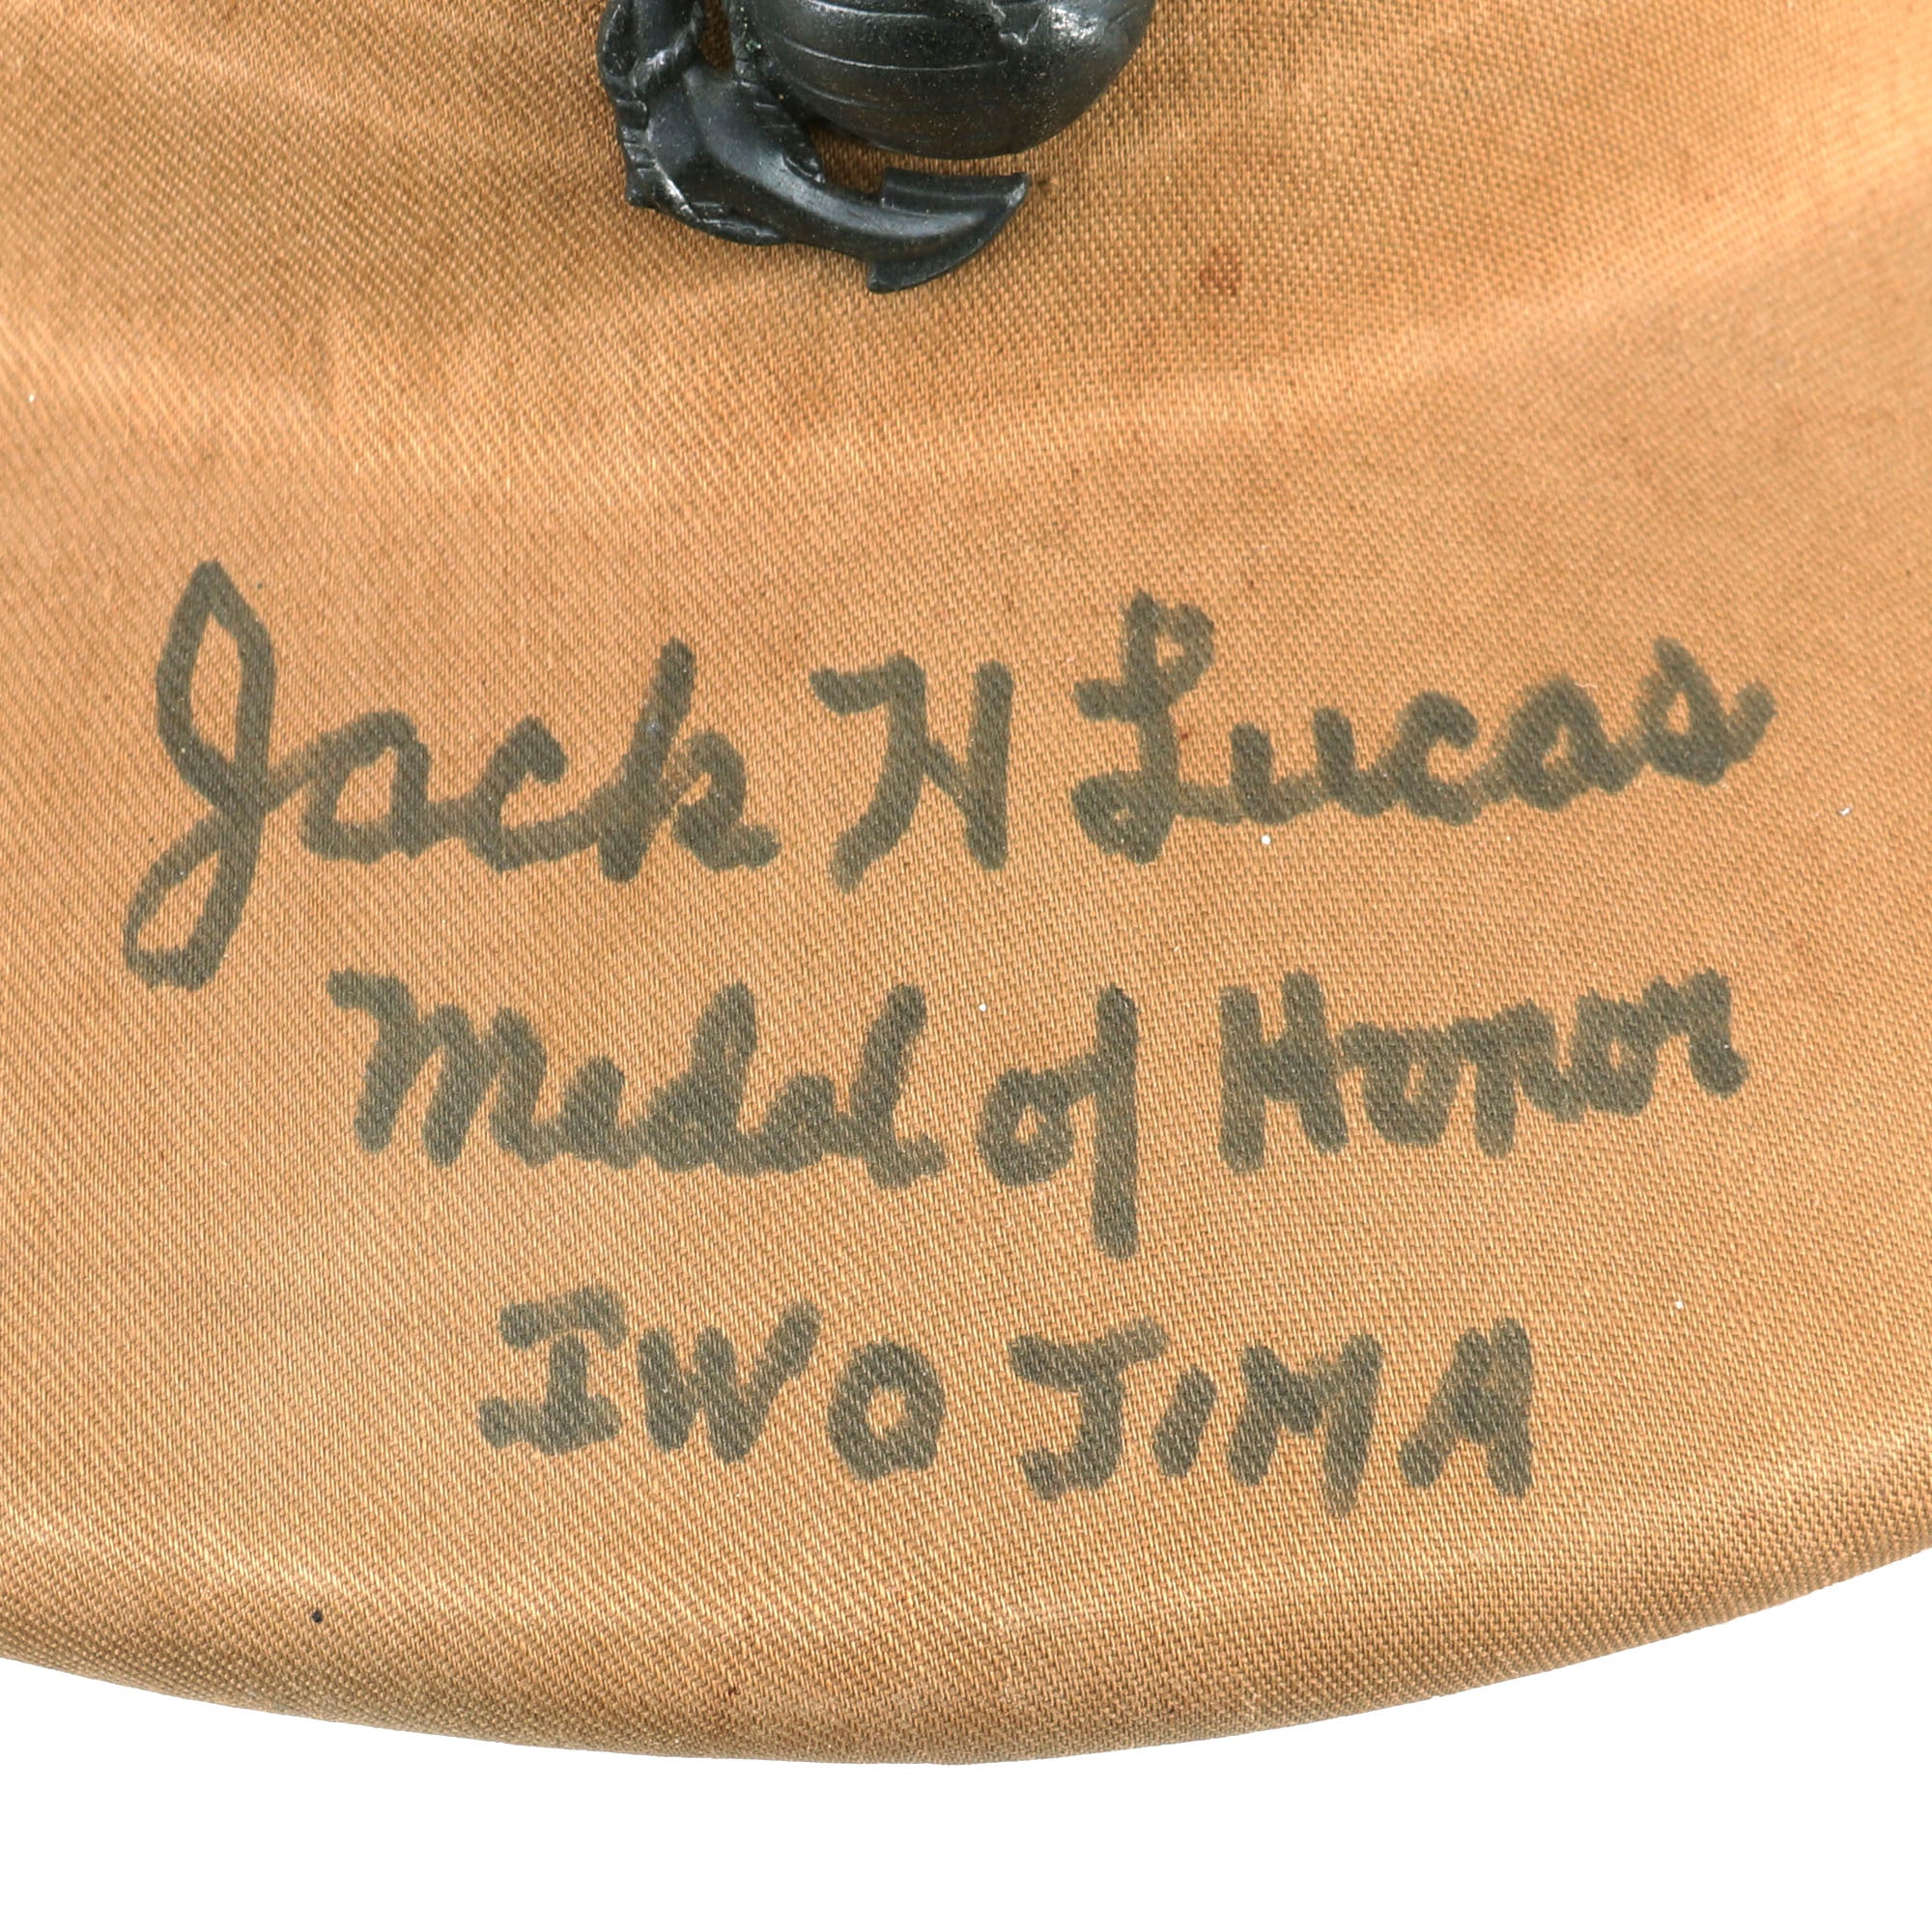 Jack H Lucas
Medal of Honor
IWO JIMA